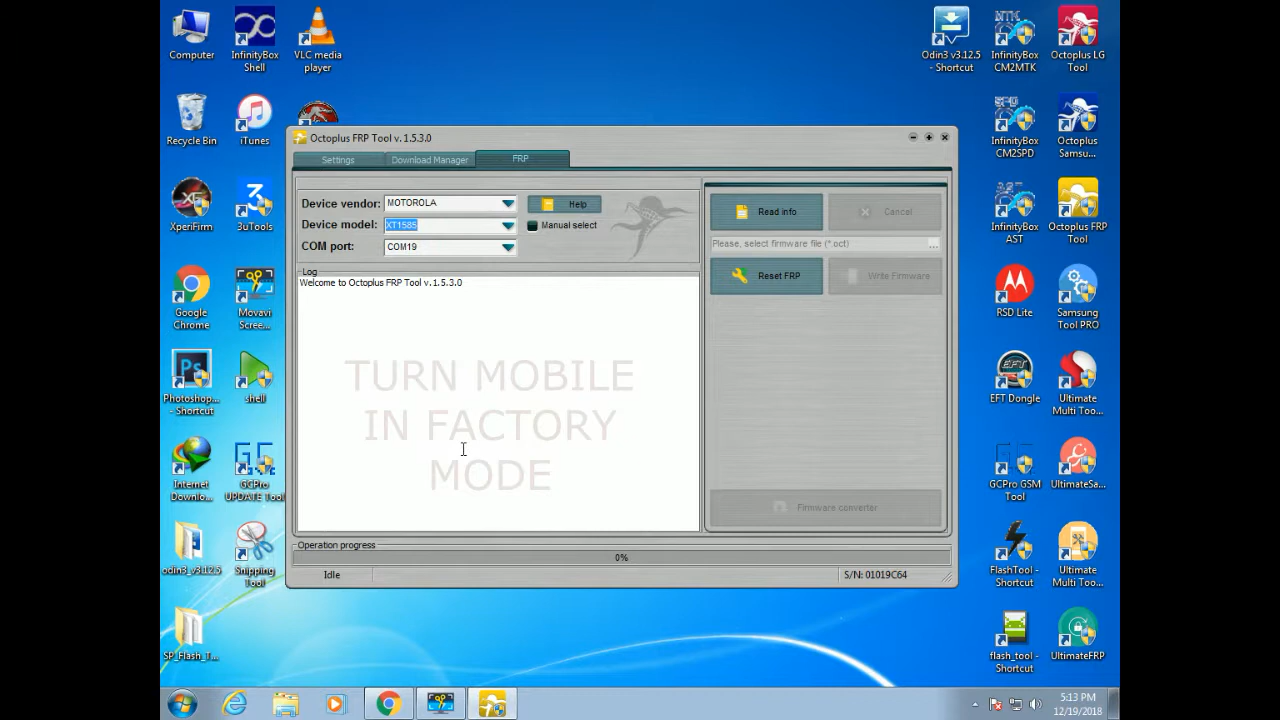 Computer
InfinityBox
Shell
VLC media
player
Odin3 v3.12.5
- Shortcut
InfinityBox
CM2MTK
Octoplus LG
Tool
Recycle Bin
iTunes
InfinityBox
CM2SPD
Octoplus
Samsu...
XperiFirm
3uTools
InfinityBox
AST
Octoplus FRP
Tool
Google
Chrome
Movavi
Scree...
RSD Lite
Samsung
Tool PRO
Photoshop...
- Shortcut
shell
EFT Dongle
Ultimate
Multi Too...
Internet
Downlo...
GCPro
UPDATE Tool
GCPro GSM
Tool
UltimateSa...
odin3_v3.12.5
Snipping
Tool
FlashTool -
Shortcut
Ultimate
Multi Too...
SP_Flash_T...
flash_tool -
Shortcut
UltimateFRP
Octoplus FRP Tool v. 1.5.3.0
Settings
Download Manager
FRP
Device vendor: MOTOROLA
Help
Device model: XT1585
Manual select
COM port: COM19
Read info
Cancel
Please, select firmware file (*.oct)
...
Reset FRP
Write Firmware
Log
Welcome to Octoplus FRP Tool v.1.5.3.0
TURN MOBILE
IN FACTORY
MODE
Firmware converter
Operation progress
0%
Idle
S/N: 01019C64
5:13 PM
12/19/2018